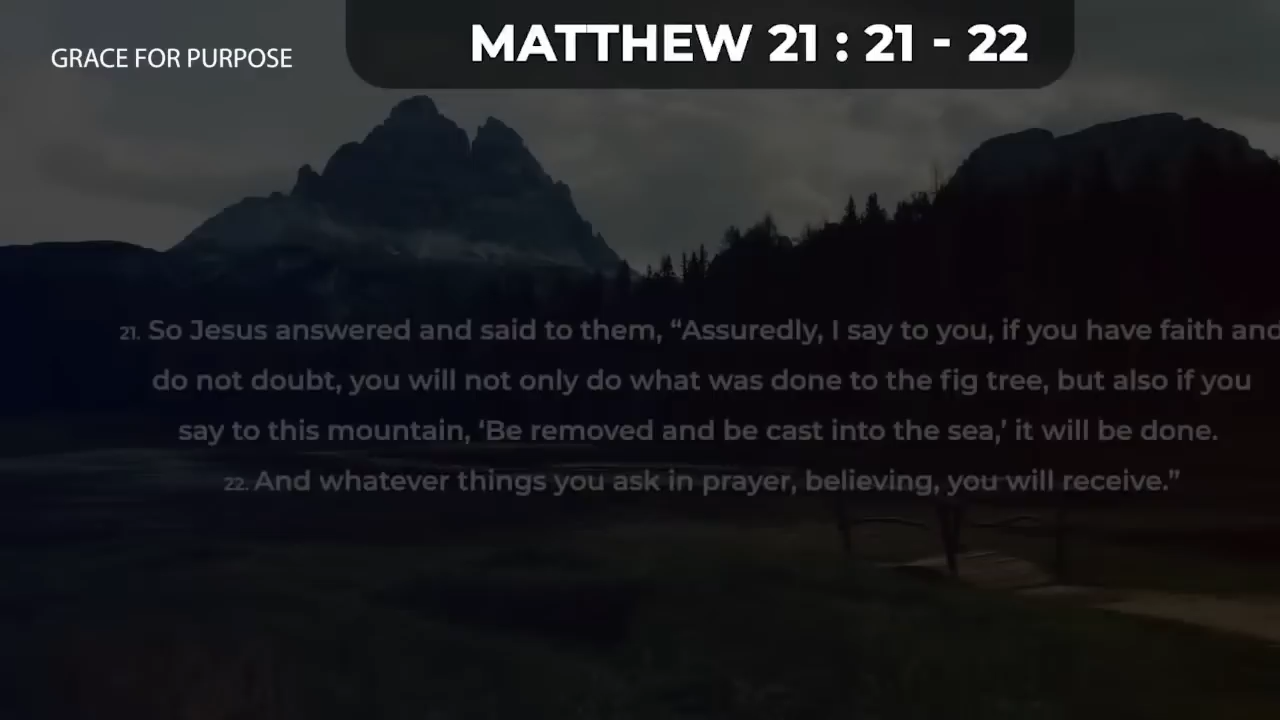 GRACE FOR PURPOSE
MATTHEW 21 : 21 - 22
21. So Jesus answered and said to them, “Assuredly, I say to you, if you have faith and
do not doubt, you will not only do what was done to the fig tree, but also if you
say to this mountain, ‘Be removed and be cast into the sea,’ it will be done.
22. And whatever things you ask in prayer, believing, you will receive.”